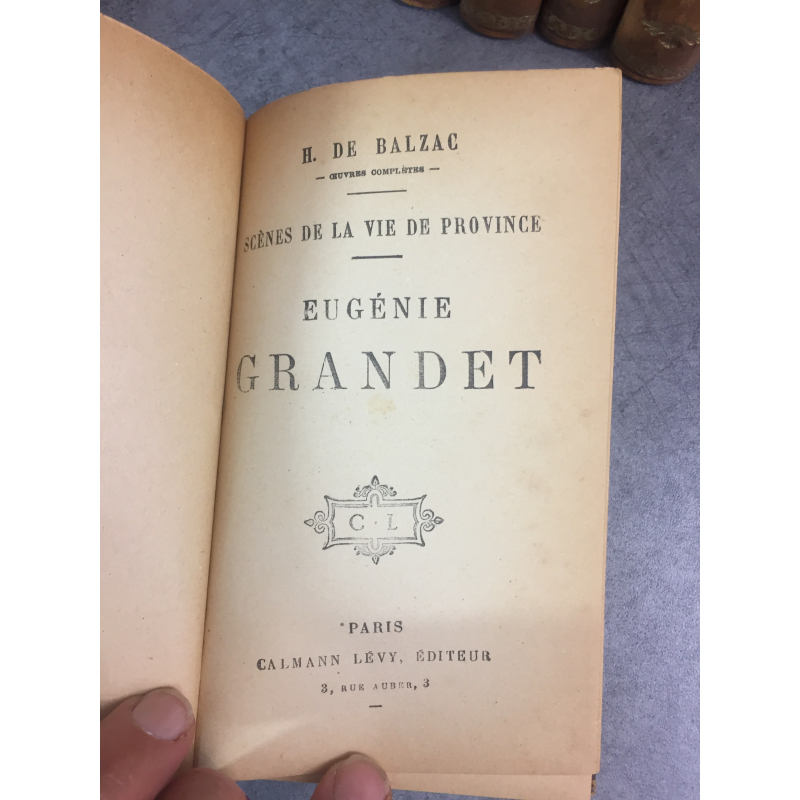 H. DE BALZAC
— ŒUVRES COMPLÈTES —
SCÈNES DE LA VIE DE PROVINCE
EUGÉNIE
GRANDET
C · L
PARIS
CALMANN LÉVY, ÉDITEUR
3, RUE AUBER, 3